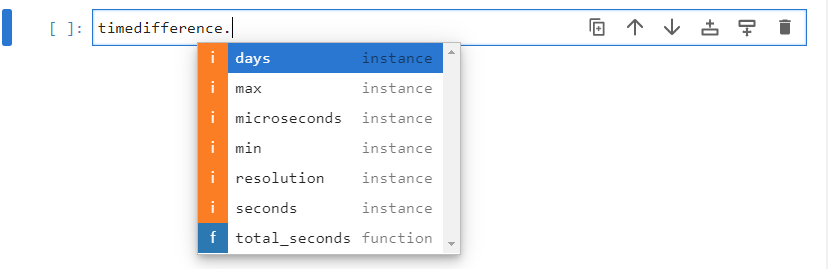 [ ]: timedifference.
i days instance
i max instance
i microseconds instance
i min instance
i resolution instance
i seconds instance
f total_seconds function